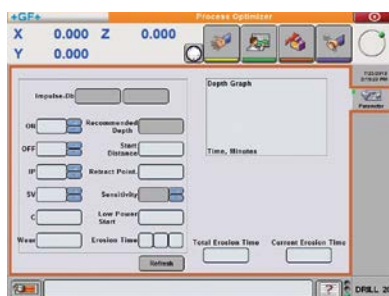 +GF+ Process Optimizer
X 0.000 Z 0.000
Y 0.000
Depth Graph
Impulse-Db
ON Recommended Depth
OFF Start Distance
Time, Minutes
IP Retract Point.
SV Sensitivity
C Low Power Start
Wear Erosion Time
Total Erosion Time Current Erosion Time
Refresh
Parameter
? DRILL 2